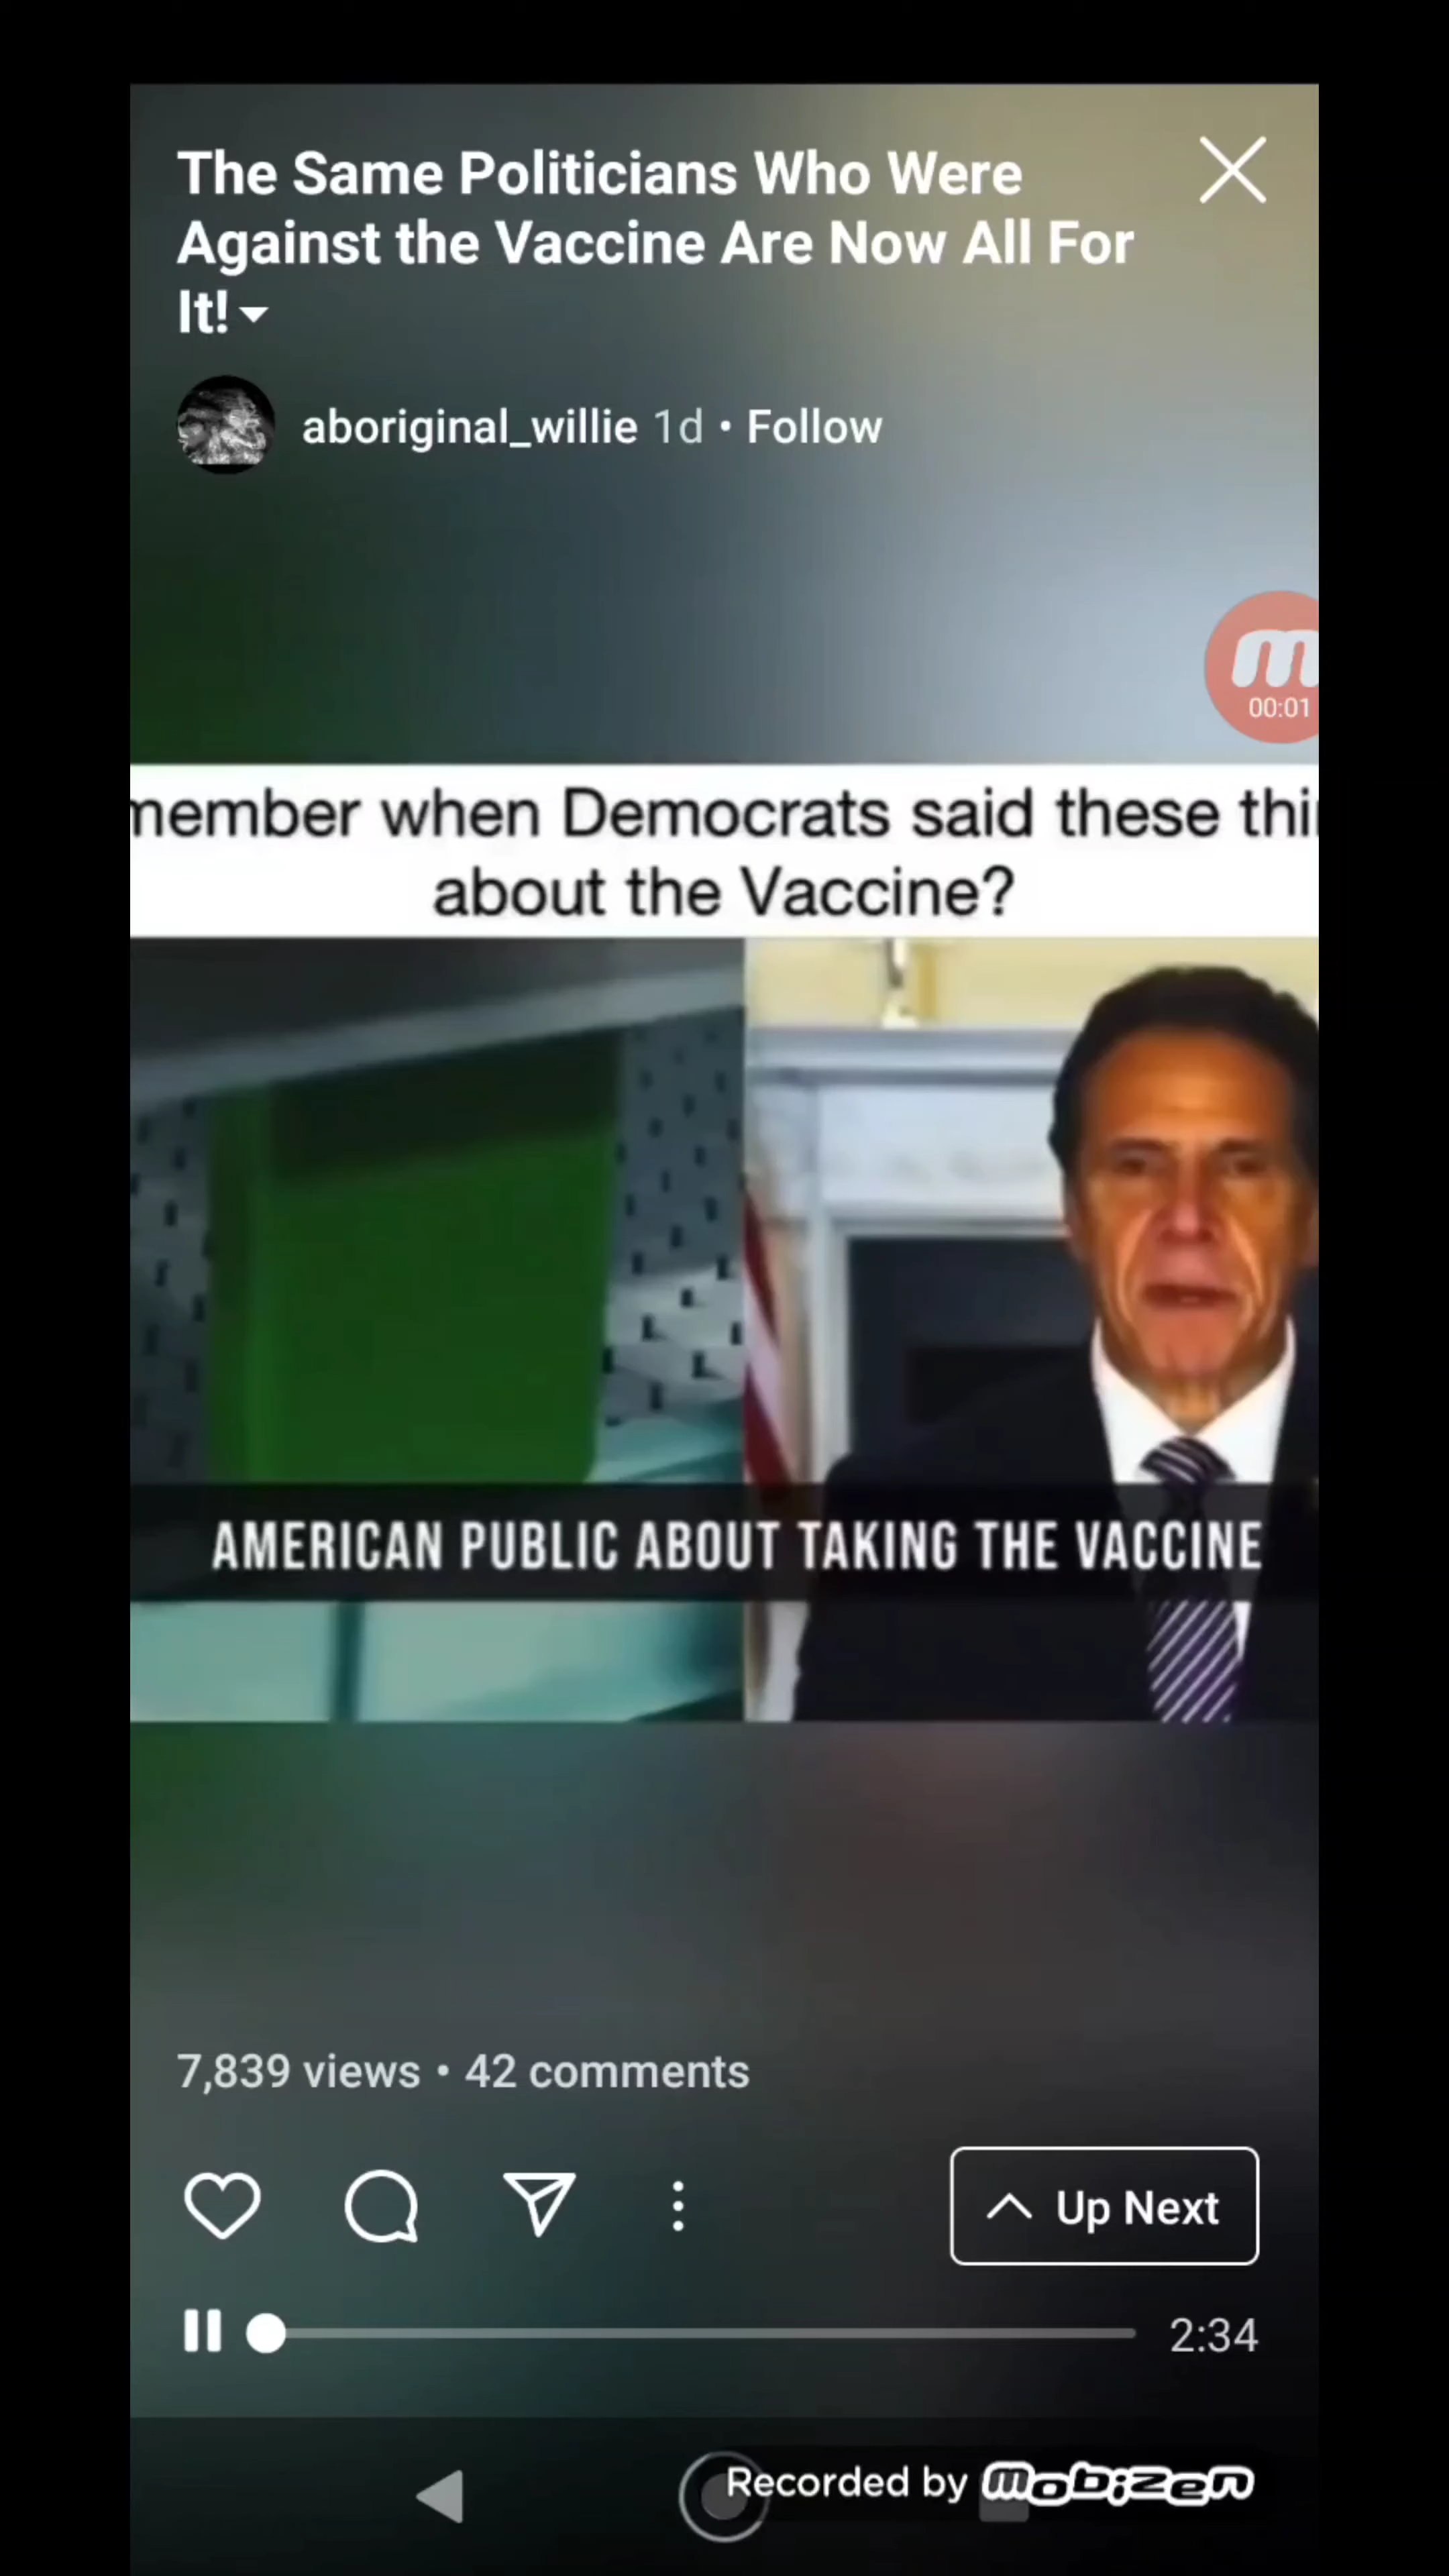 The Same Politicians Who Were
Against the Vaccine Are Now All For
It!
aboriginal_willie 1d • Follow
m
00:01
member when Democrats said these thi
about the Vaccine?
AMERICAN PUBLIC ABOUT TAKING THE VACCINE
7,839 views • 42 comments
Up Next
2:34
Recorded by mobizen